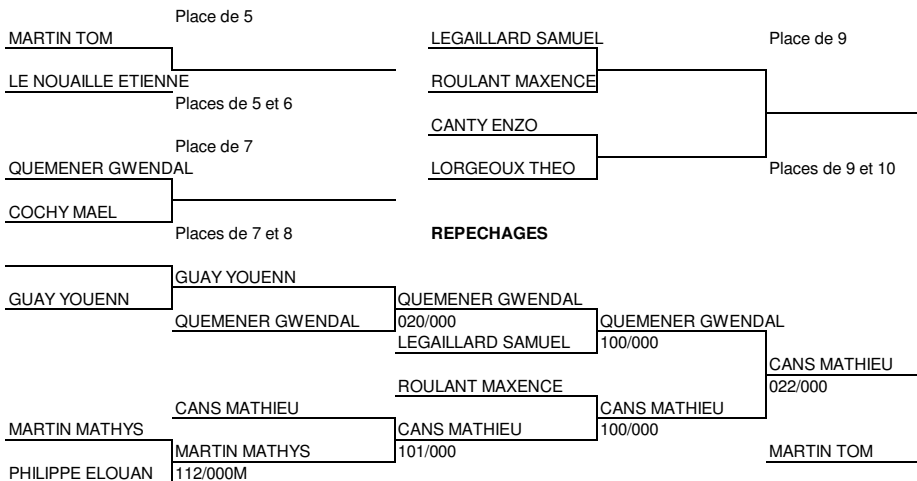 Place de 5
MARTIN TOM
LE NOUAILLE ETIENNE
Places de 5 et 6
Place de 7
QUEMENER GWENDAL
COCHY MAEL
Places de 7 et 8
LEGAILLARD SAMUEL
ROULANT MAXENCE
CANTY ENZO
LORGEOUX THEO
Place de 9
Places de 9 et 10
REPECHAGES
GUAY YOUENN
GUAY YOUENN
QUEMENER GWENDAL
QUEMENER GWENDAL
020/000
LEGAILLARD SAMUEL
QUEMENER GWENDAL
100/000
CANS MATHIEU
022/000
ROULANT MAXENCE
CANS MATHIEU
CANS MATHIEU
100/000
MARTIN MATHYS
CANS MATHIEU
101/000
MARTIN MATHYS
112/000M
PHILIPPE ELOUAN
MARTIN TOM